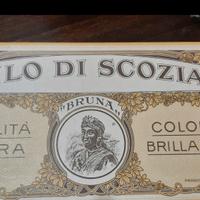 LO DI SCOZIA
"BRUNA"
LITÀ
COLO
RA
BRILLA